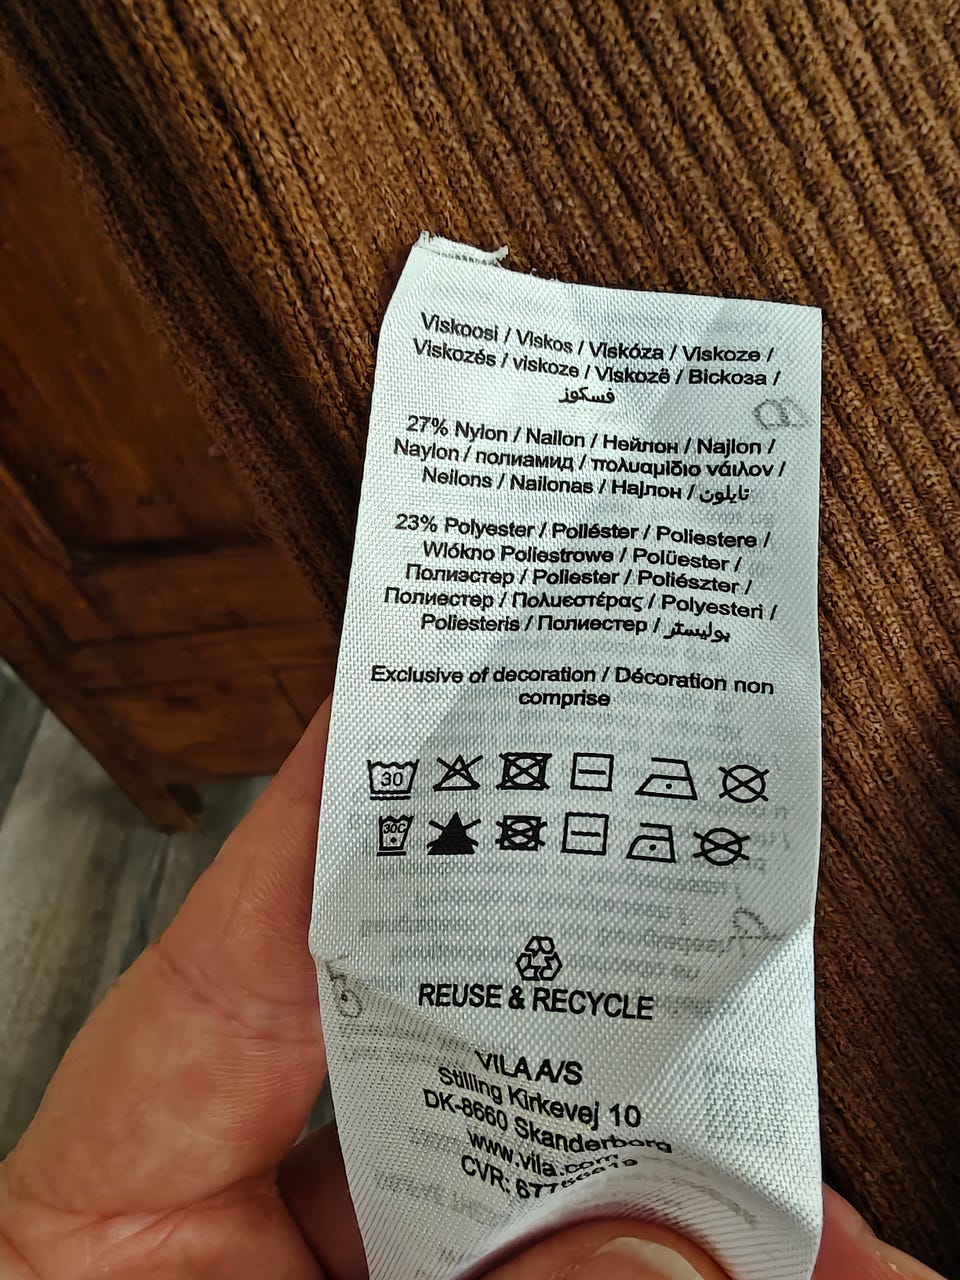 Viskoosi / Viskos / Viskóza / Viskoze /
Viskozés / viskoze / Viskozë / Вискоза /
فسكوز
27% Nylon / Nailon / Нейлон / Najlon /
Naylon / полиамид / πολυαμίδιο νάιλον /
Neilons / Nailonas / Најлон / نايلون
23% Polyester / Poliéster / Poliestere /
Włókno Poliestrowe / Polüester /
Полиэстер / Poliester / Poliészter /
Полиестер / Πολυεστέρας / Polyesteri /
Poliesteris / Полиестер / بوليستر
Exclusive of decoration / Décoration non
comprise
30
30C
REUSE & RECYCLE
VILA A/S
Stilling Kirkevej 10
DK-8660 Skanderborg
www.vila.com
CVR: